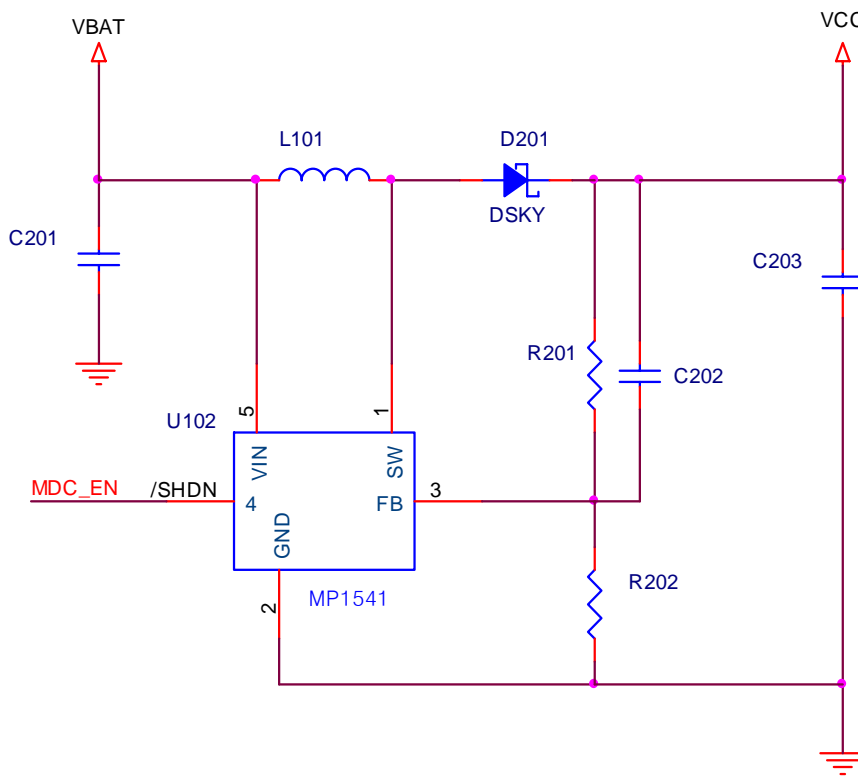 VBAT
VCC
L101
D201
DSKY
C201
C203
R201
C202
U102
5
1
VIN
SW
MDC_EN
/SHDN
4
FB
3
GND
2
MP1541
R202